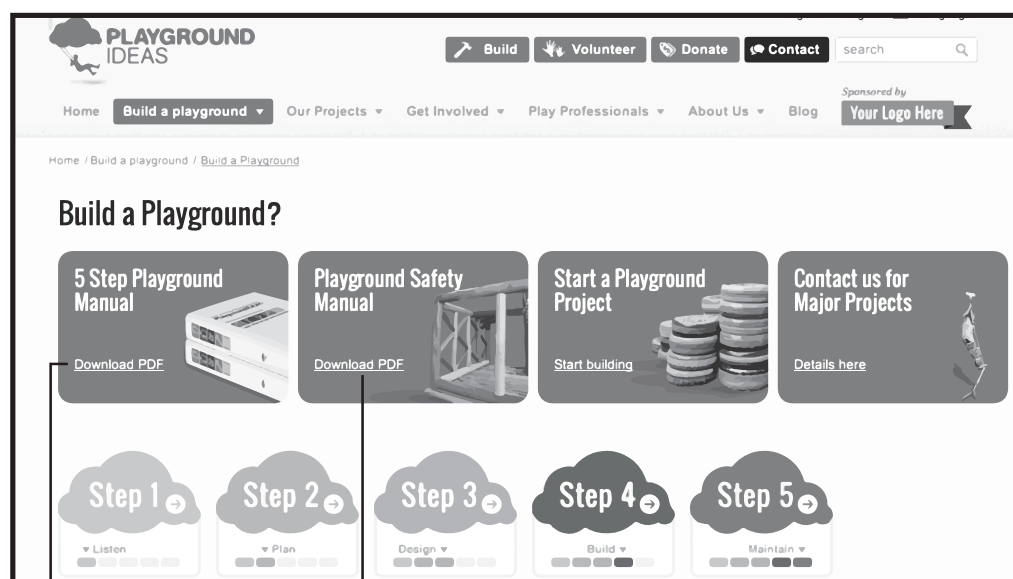 PLAYGROUND
IDEAS
Build
Volunteer
Donate
Contact
search
Sponsored by
Home
Build a playground
Our Projects
Get Involved
Play Professionals
About Us
Blog
Your Logo Here
Home / Build a playground / Build a Playground
Build a Playground?
5 Step Playground
Manual
Download PDF
Playground Safety
Manual
Download PDF
Start a Playground
Project
Start building
Contact us for
Major Projects
Details here
Step 1
Step 2
Step 3
Step 4
Step 5
Listen
Plan
Design
Build
Maintain